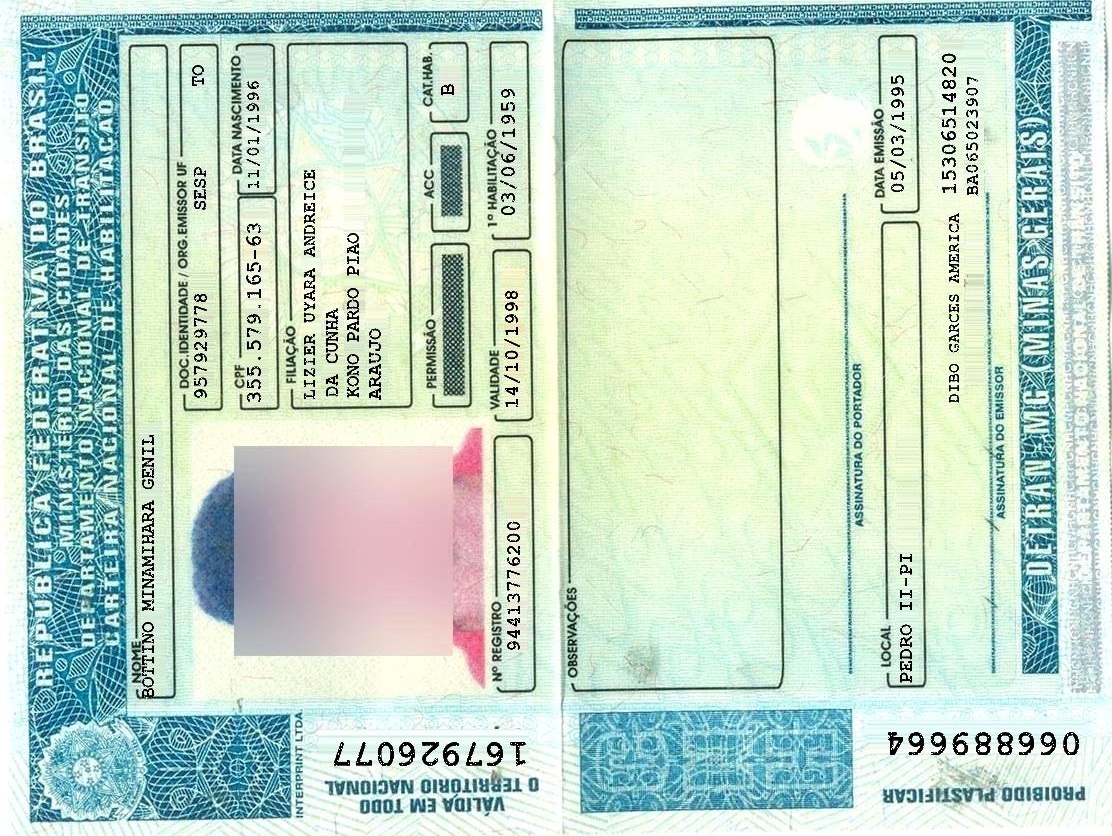 REPÚBLICA FEDERATIVA DO BRASIL
MINISTÉRIO DAS CIDADES
DEPARTAMENTO NACIONAL DE TRÂNSITO
CARTEIRA NACIONAL DE HABILITAÇÃO
NOME
BOTTINO MINAMIHARA GENIL
DOC. IDENTIDADE / ORG. EMISSOR UF
957929778 SESP TO
CPF
355.579.165-63
DATA NASCIMENTO
11/01/1996
FILIAÇÃO
LIZIER UYARA ANDREICE
DA CUNHA
KONO PARDO PIAO
ARAUJO
PERMISSÃO
ACC
CAT.HAB.
B
Nº REGISTRO
94413776200
VALIDADE
14/10/1998
1ª HABILITAÇÃO
03/06/1959
INTERPRINT LTDA
VÁLIDA EM TODO
O TERRITÓRIO NACIONAL
167926077
OBSERVAÇÕES
ASSINATURA DO PORTADOR
LOCAL
PEDRO II-PI
DATA EMISSÃO
05/03/1995
15306514820
BA065023907
DIBO GARCES AMERICA
ASSINATURA DO EMISSOR
DETRAN-MG (MINAS GERAIS)
PROIBIDO PLASTIFICAR
066889664